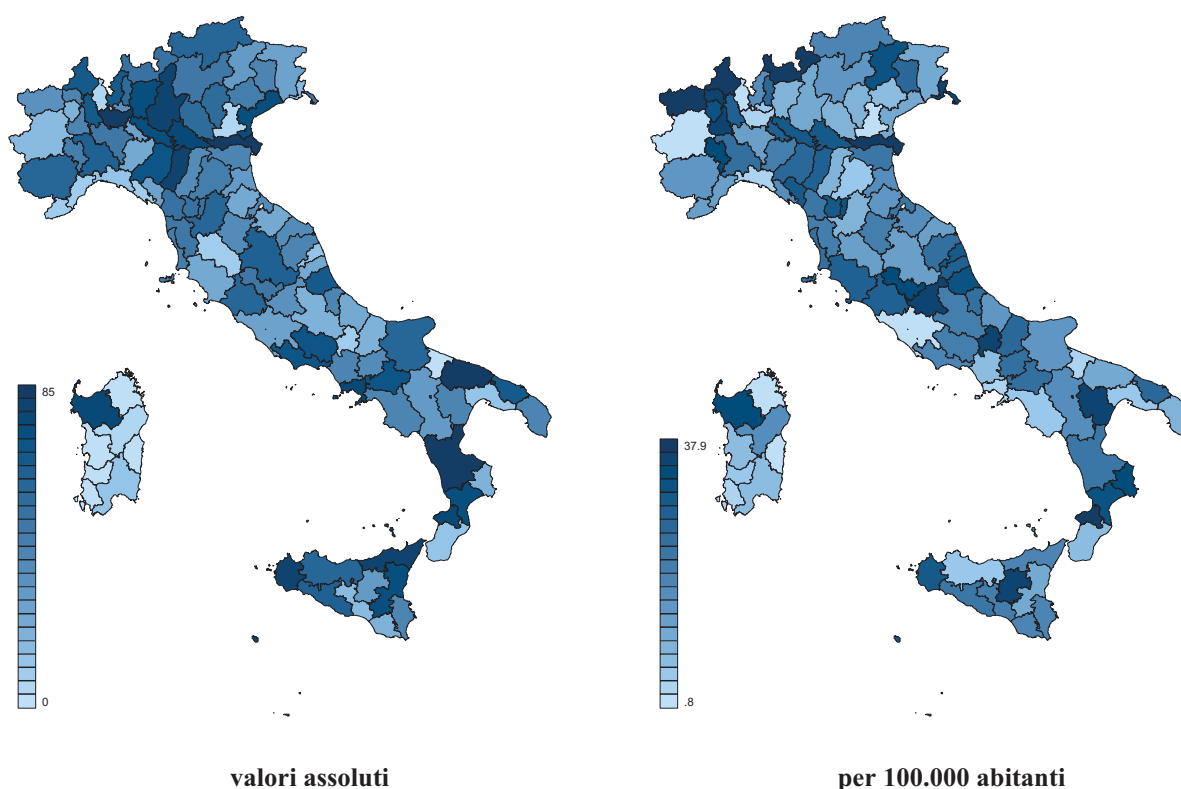 85
0
37.9
.8
valori assoluti
per 100.000 abitanti